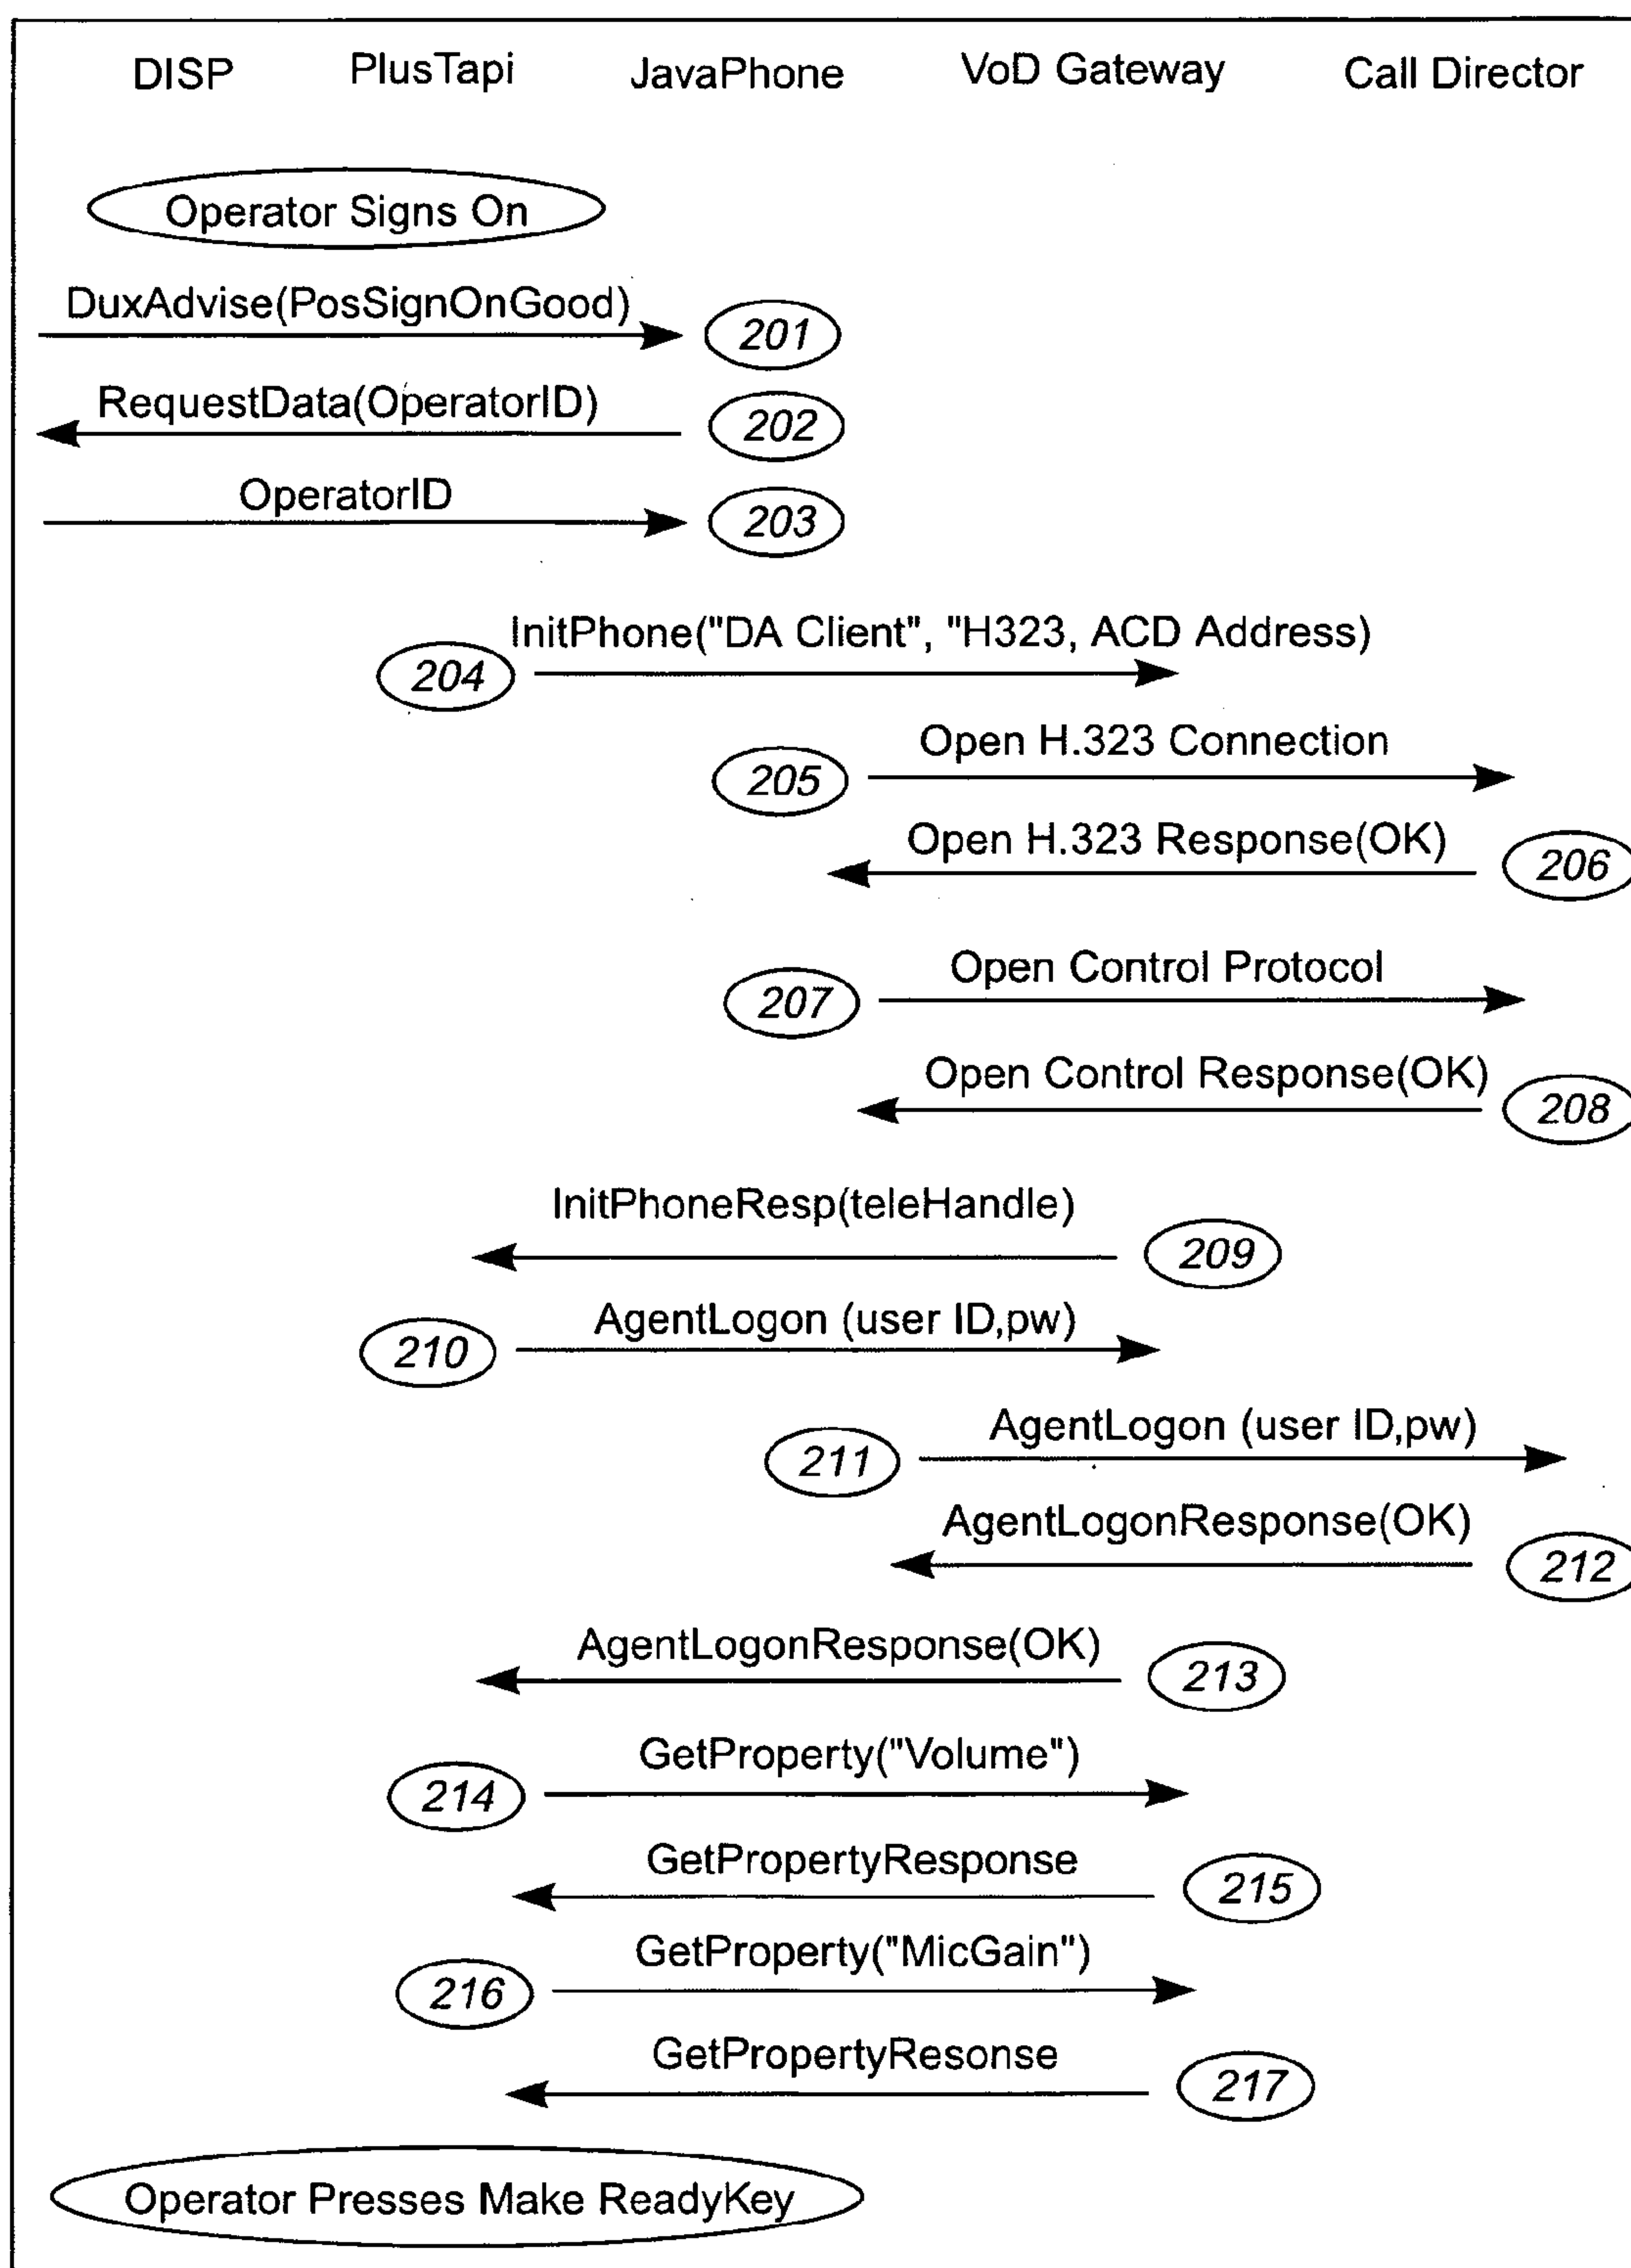 DISP PlusTapi JavaPhone VoD Gateway Call Director
Operator Signs On
DuxAdvise(PosSignOnGood)
201
RequestData(OperatorID)
202
OperatorID
203
InitPhone("DA Client", "H323, ACD Address)
204
Open H.323 Connection
205
Open H.323 Response(OK)
206
Open Control Protocol
207
Open Control Response(OK)
208
InitPhoneResp(teleHandle)
209
AgentLogon (user ID,pw)
210
AgentLogon (user ID,pw)
211
AgentLogonResponse(OK)
212
AgentLogonResponse(OK)
213
GetProperty("Volume")
214
GetPropertyResponse
215
GetProperty("MicGain")
216
GetPropertyResonse
217
Operator Presses Make ReadyKey